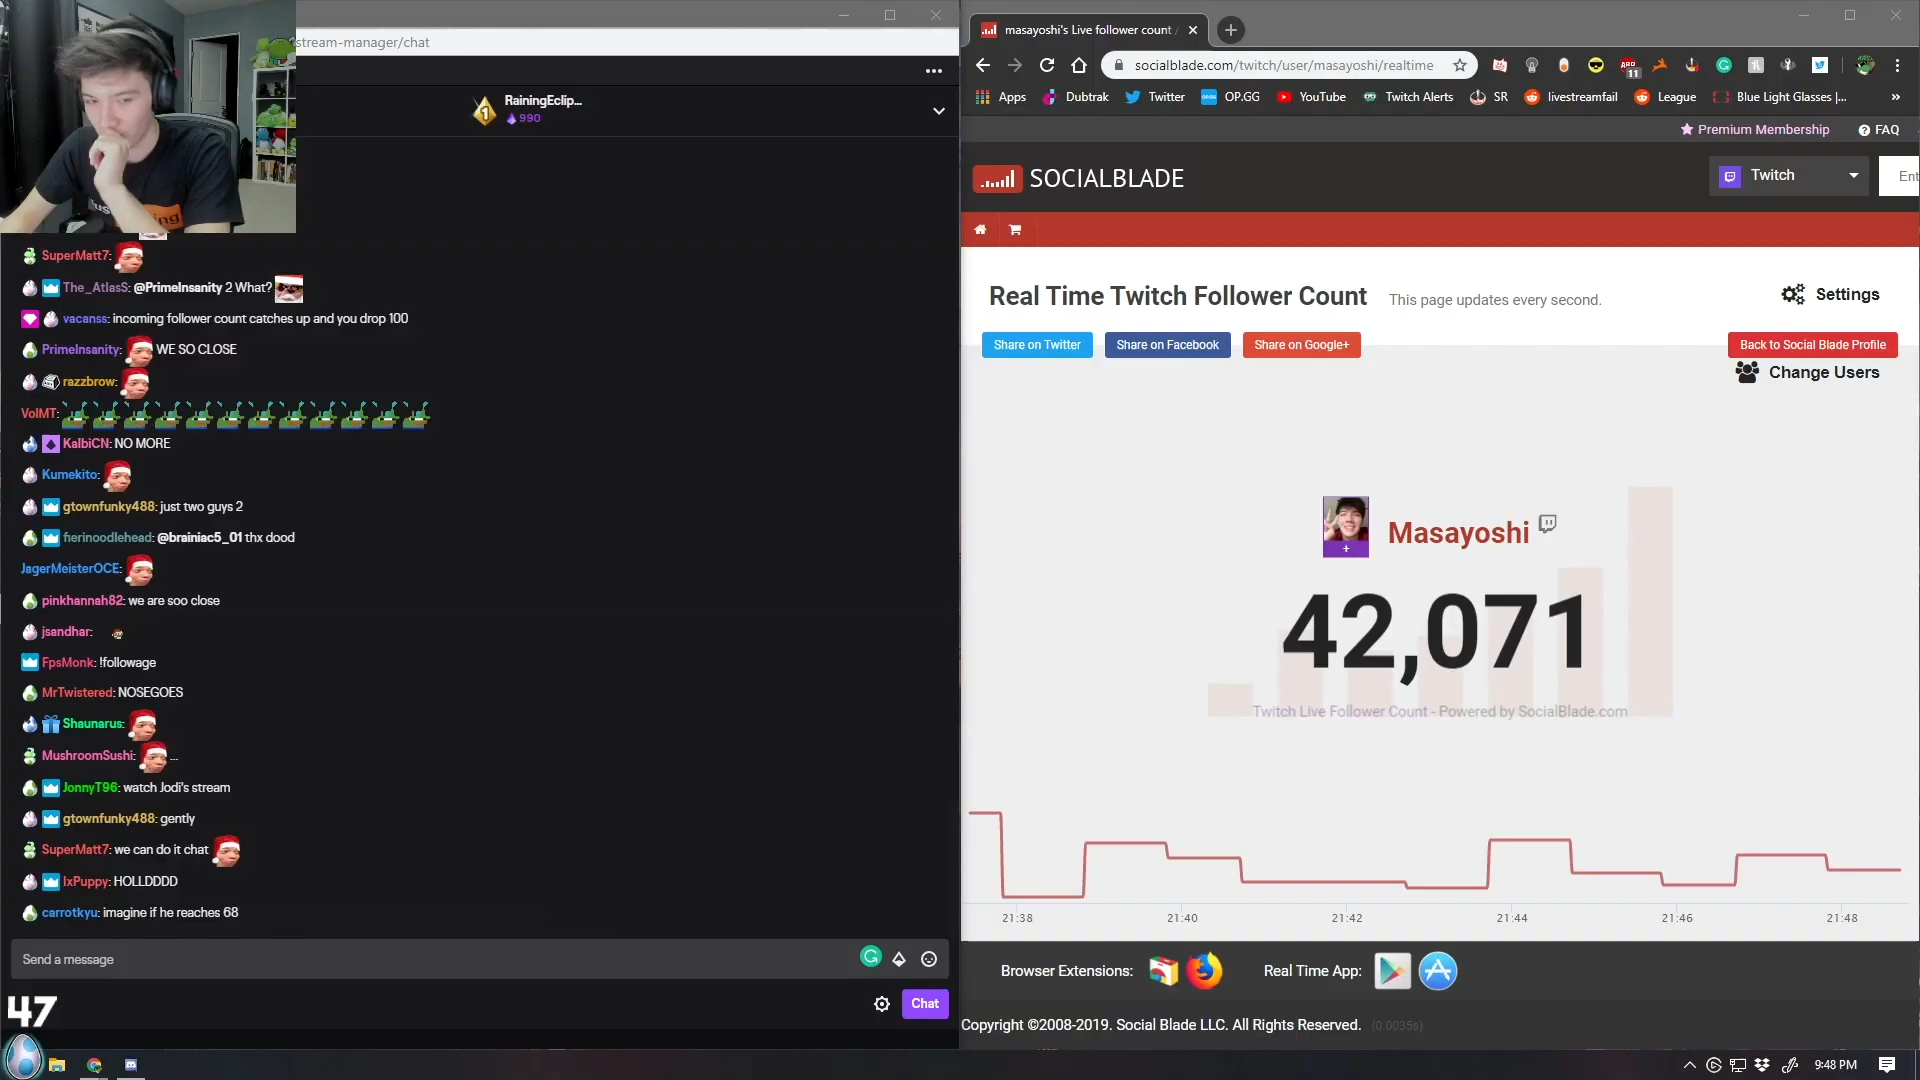 stream-manager/chat
RainingEclip...
990
1
SuperMatt7:
The_AtlasS: @PrimeInsanity 2 What?
vacanss: incoming follower count catches up and you drop 100
PrimeInsanity: WE SO CLOSE
razzbrow:
VolMT:
KalbiCN: NO MORE
Kumekito:
gtownfunky488: just two guys 2
fierinoodlehead: @brainiac5_01 thx dood
JagerMeisterOCE:
pinkhannah82: we are soo close
jsandhar:
FpsMonk: !followage
MrTwistered: NOSEGOES
Shaunarus:
MushroomSushi: ...
JonnyT96: watch Jodi's stream
gtownfunky488: gently
SuperMatt7: we can do it chat
IxPuppy: HOLLDDDD
carrotkyu: imagine if he reaches 68
Send a message
Chat
47
masayoshi's Live follower count /
socialblade.com/twitch/user/masayoshi/realtime
ABD
11
Apps
Dubtrak
Twitter
OP.GG
YouTube
Twitch Alerts
SR
livestreamfail
League
Blue Light Glasses |...
»
Premium Membership
FAQ
SOCIALBLADE
Twitch
Ent
Real Time Twitch Follower Count
This page updates every second.
Settings
Share on Twitter
Share on Facebook
Share on Google+
Back to Social Blade Profile
Change Users
Masayoshi
+
42,071
Twitch Live Follower Count - Powered by SocialBlade.com
21:38
21:40
21:42
21:44
21:46
21:48
Browser Extensions:
Real Time App:
Copyright ©2008-2019. Social Blade LLC. All Rights Reserved. (0.0035s)
9:48 PM